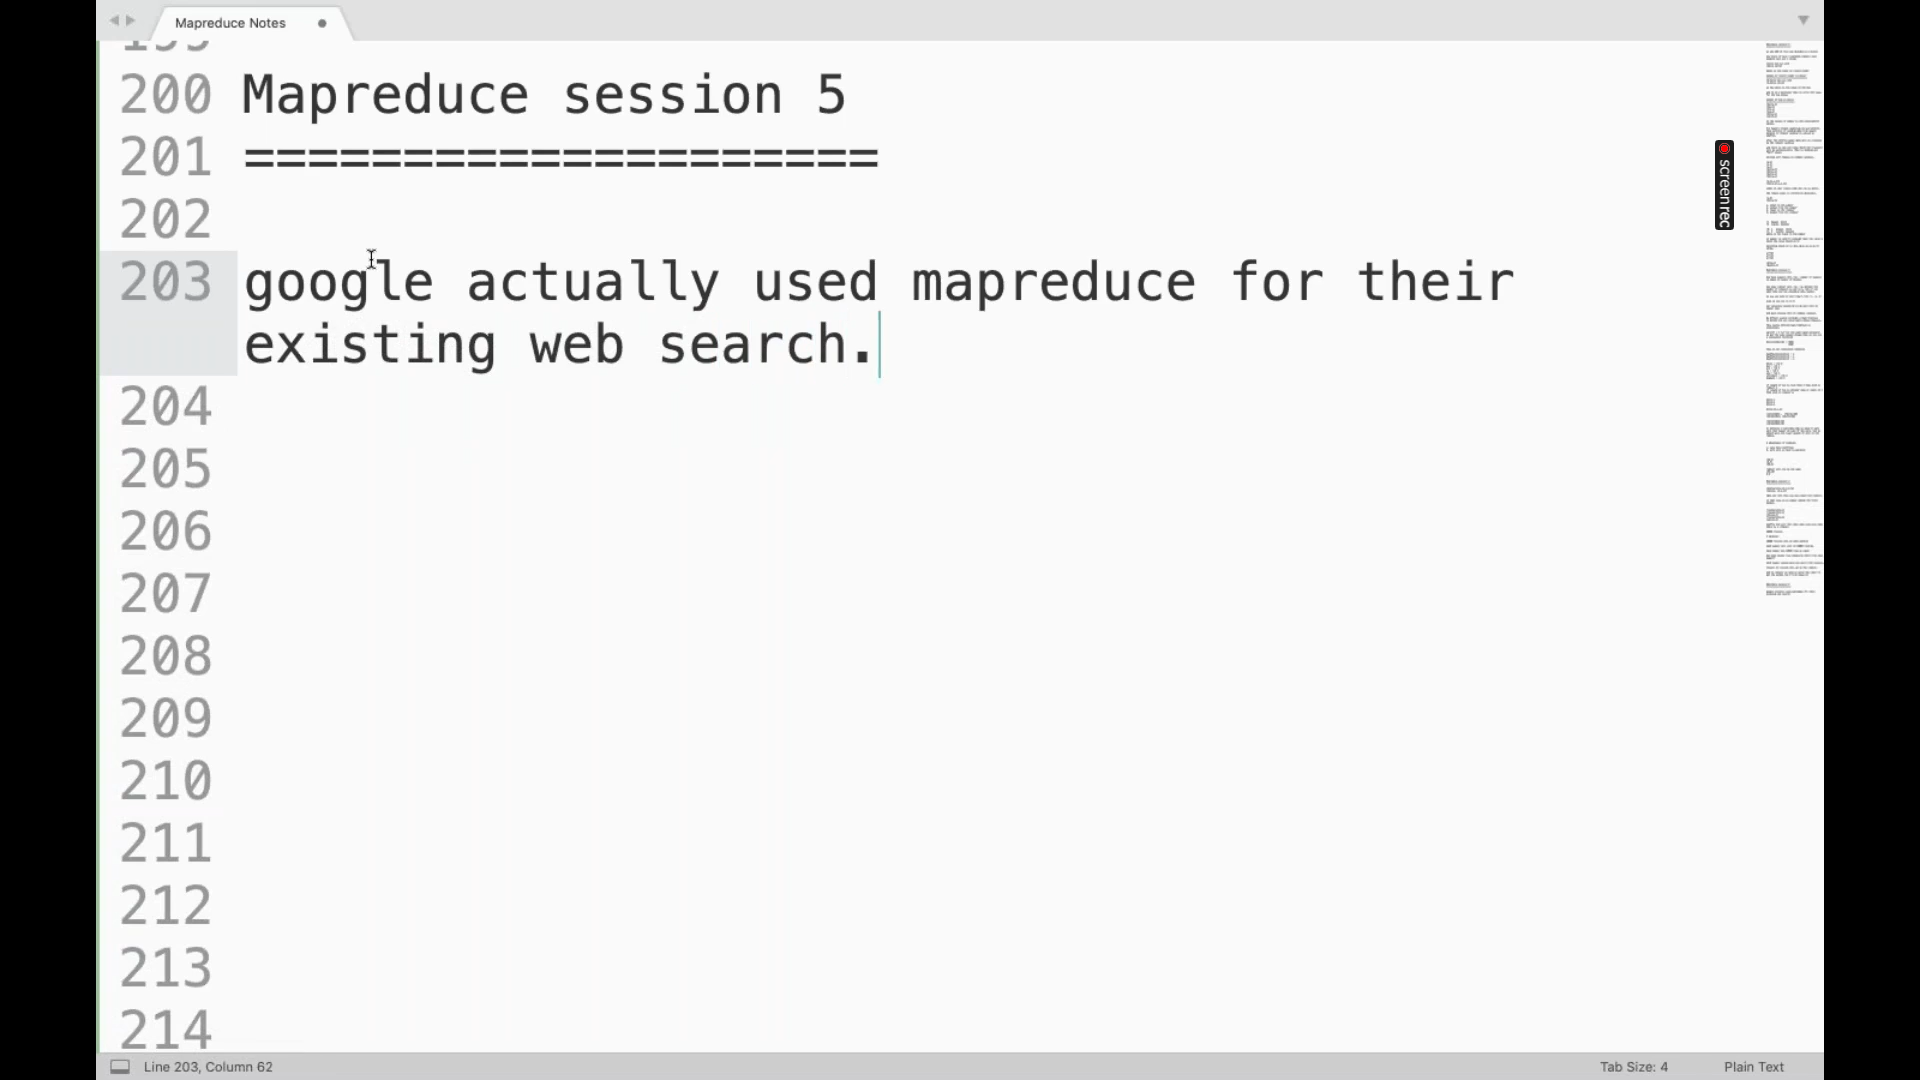 Mapreduce Notes
199
200 Mapreduce session 5
201 ====================
202
203 google actually used mapreduce for their
existing web search.
204
205
206
207
208
209
210
211
212
213
214
screenrec
Line 203, Column 62
Tab Size: 4
Plain Text